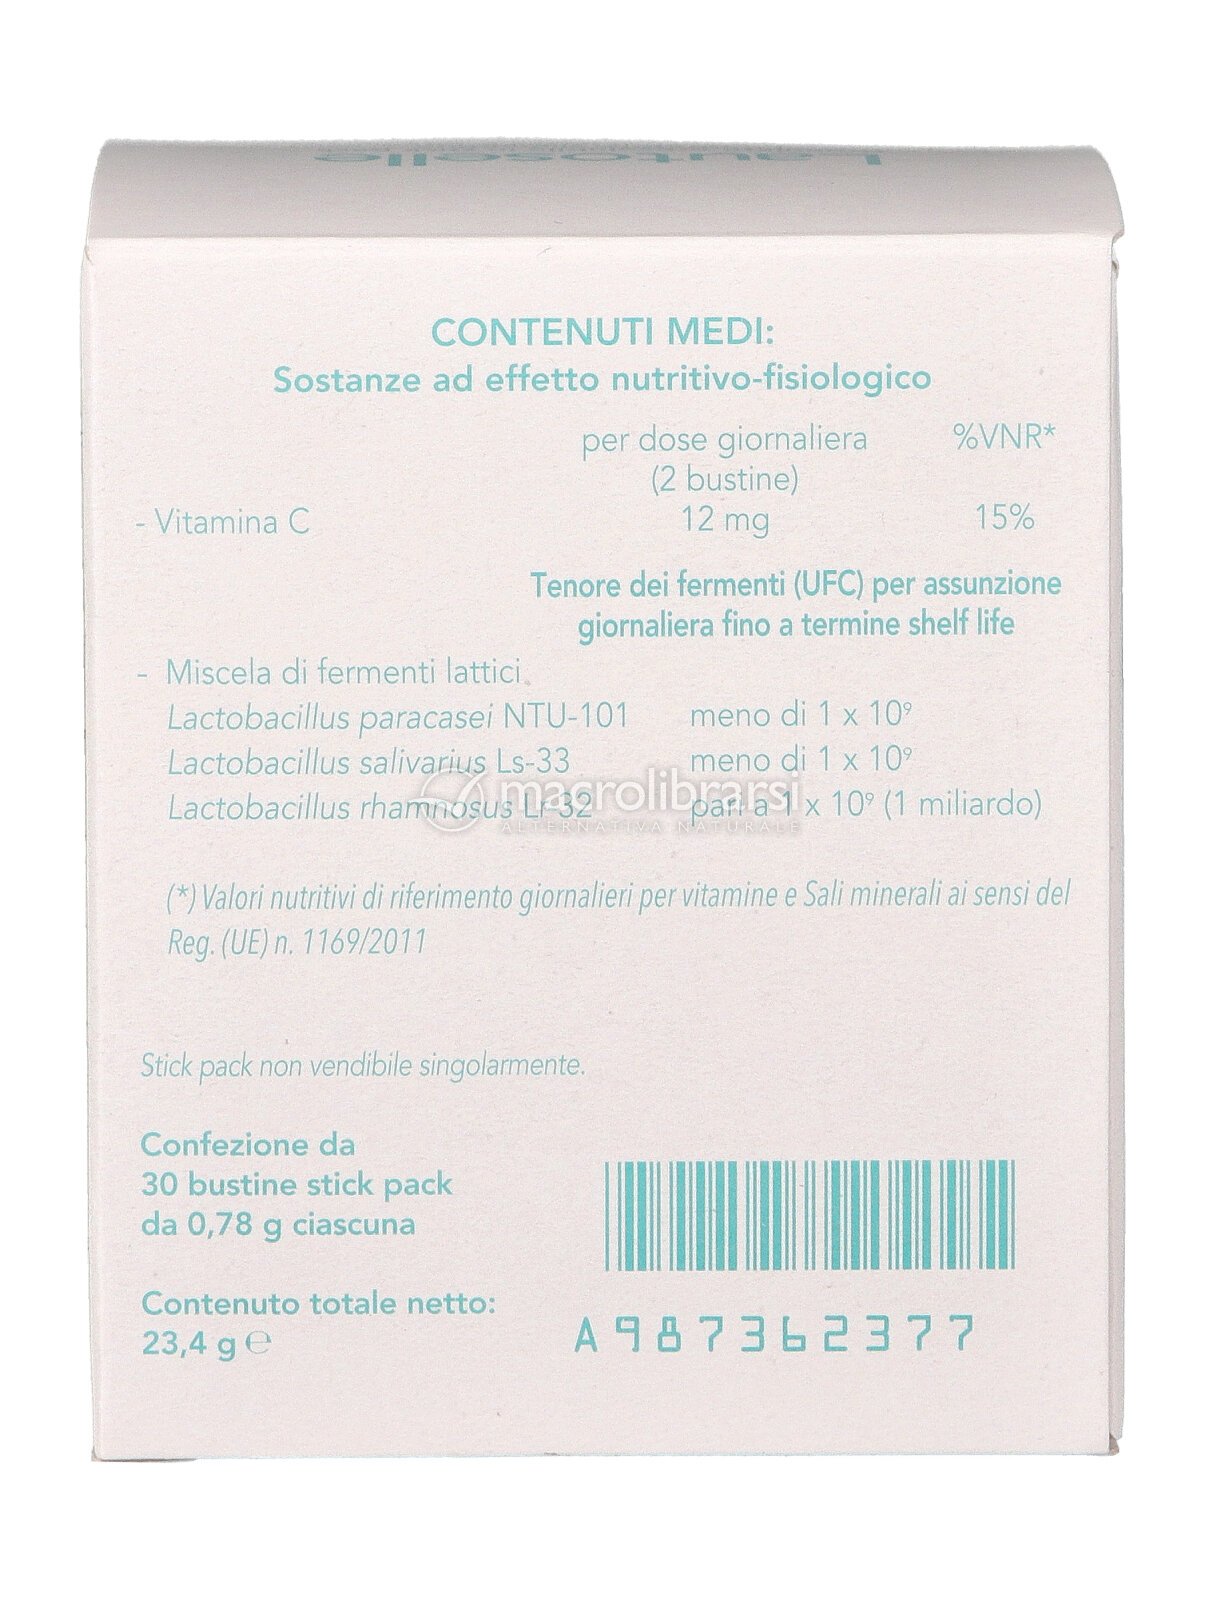 Lautoselle
CONTENUTI MEDI:
Sostanze ad effetto nutritivo-fisiologico
per dose giornaliera %VNR*
(2 bustine)
- Vitamina C 12 mg 15%
Tenore dei fermenti (UFC) per assunzione
giornaliera fino a termine shelf life
- Miscela di fermenti lattici
Lactobacillus paracasei NTU-101 meno di 1 x 10⁹
Lactobacillus salivarius Ls-33 meno di 1 x 10⁹
Lactobacillus rhamnosus Lr-32 pari a 1 x 10⁹ (1 miliardo)
macrolibrarsi
ALTERNATIVA NATURALE
(*) Valori nutritivi di riferimento giornalieri per vitamine e Sali minerali ai sensi del
Reg. (UE) n. 1169/2011
Stick pack non vendibile singolarmente.
Confezione da
30 bustine stick pack
da 0,78 g ciascuna
Contenuto totale netto:
23,4 g ℮
A987362377